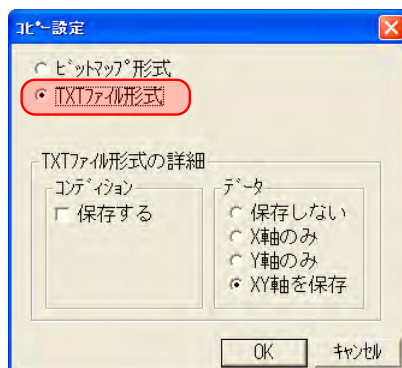 ｺﾋﾟｰ設定
ﾋﾞｯﾄﾏｯﾌﾟ形式
TXTﾌｧｲﾙ形式
TXTﾌｧｲﾙ形式の詳細
ｺﾝﾃﾞｨｼｮﾝ
保存する
ﾃﾞｰﾀ
保存しない
X軸のみ
Y軸のみ
XY軸を保存
OK ｷｬﾝｾﾙ